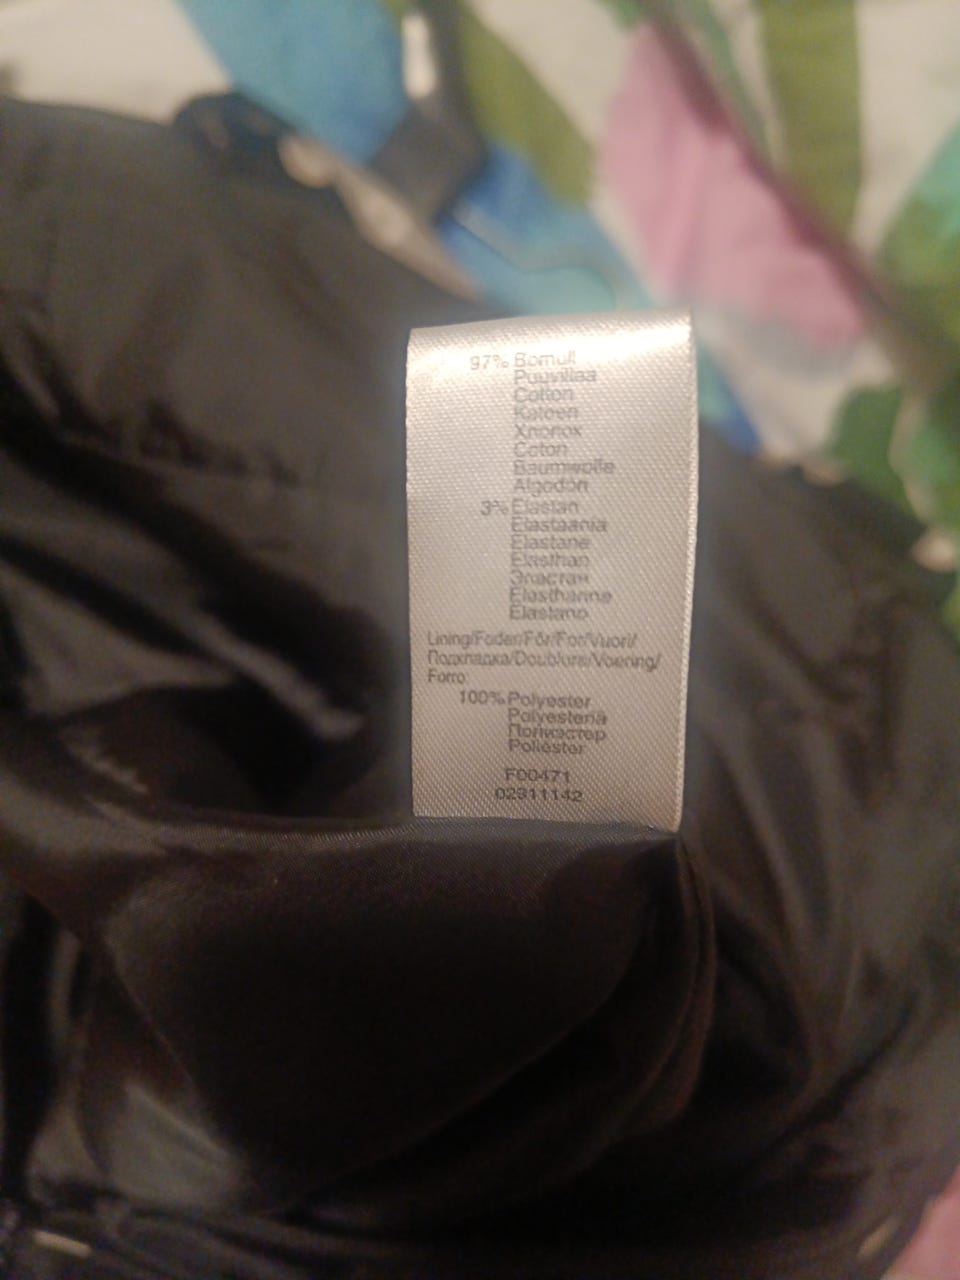 97% Bomull
Puuvillaa
Cotton
Katoen
Хлопок
Coton
Baumwolle
Algodón
3% Elastan
Elastaania
Elastane
Elasthan
Эластан
Elasthanne
Elastano
Lining/Foder/Fôr/For/Vuori/
Подкладка/Doublure/Voering/
Forro:
100% Polyester
Polyesteriä
Полиэстер
Poliéster
F00471
02311142